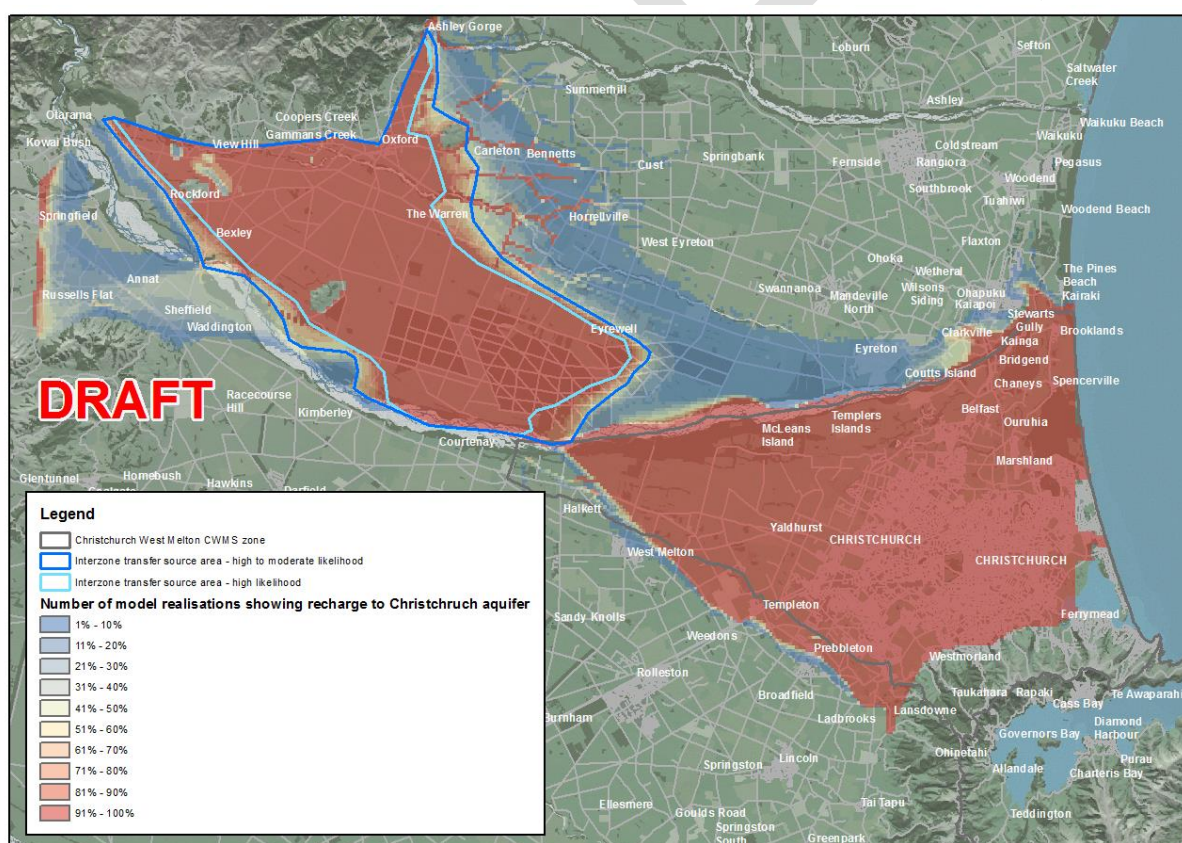 Ashley Gorge
Loburn
Sefton
Saltwater
Creek
Summerhill
Ashley
Otarama
Coopers Creek
Gammans Creek
View Hill
Oxford
Kowai Bush
Waikuku Beach
Waikuku
Coldstream
Carleton
Bennetts
Cust
Springbank
Fernside
Rangiora
Pegasus
Woodend
Southbrook
Tuahiwi
Rockford
Springfield
The Warren
Horrellville
Woodend Beach
Bexley
West Eyreton
Flaxton
Ohoka
Wetheral
Annat
Russells Flat
Swannanoa
Mandeville
North
Wilsons
Siding
Ohapuku
Kaiapoi
The Pines
Beach
Kairaki
Sheffield
Waddington
Stewarts
Gully
Kainga
Brooklands
Eyrewell
Clarkville
Eyreton
Bridgend
Coutts Island
Chaneys
Spencerville
DRAFT
Racecourse
Hill
Kimberley
Courtenay
McLeans
Island
Templers
Islands
Belfast
Ouruhia
Marshland
Glentunnel
Homebush
Hawkins
Darfield
Halkett
Yaldhurst
CHRISTCHURCH
West Melton
CHRISTCHURCH
Templeton
Ferrymead
Sandy Knolls
Weedons
Prebbleton
Westmorland
Rolleston
Broadfield
Taukahara
Rapaki
Cass Bay
Te Awaparahi
Lansdowne
Burnham
Ladbrooks
Governors Bay
Diamond
Harbour
Purau
Ohinetahi
Allandale
Charteris Bay
Springston
Lincoln
Ellesmere
Tai Tapu
Teddington
Goulds Road
Springston
South
Greenpark
Legend
Christchurch West Melton CWMS zone
Interzone transfer source area - high to moderate likelihood
Interzone transfer source area - high likelihood
Number of model realisations showing recharge to Christchruch aquifer
1% - 10%
11% - 20%
21% - 30%
31% - 40%
41% - 50%
51% - 60%
61% - 70%
71% - 80%
81% - 90%
91% - 100%